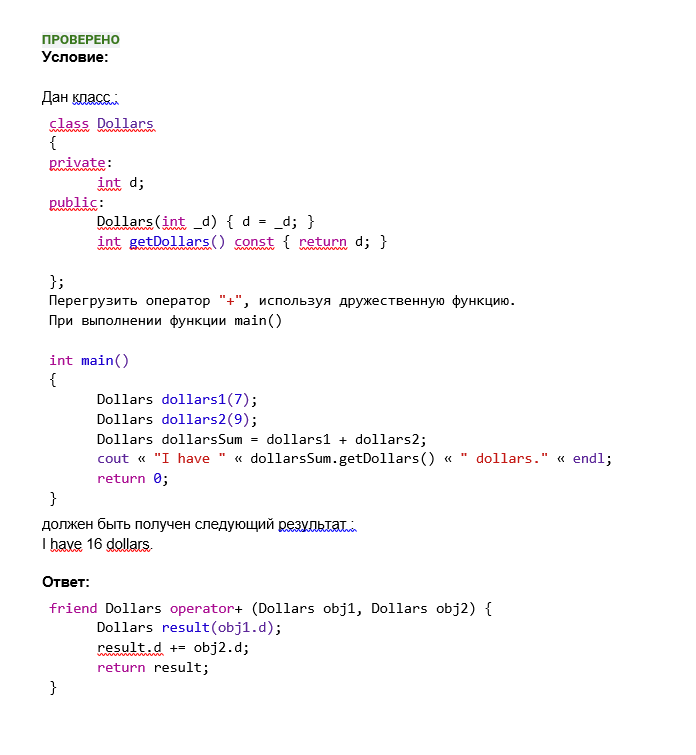 ПРОВЕРЕНО
Условие:
Дан класс :
class Dollars
{
private:
int d;
public:
Dollars(int _d) { d = _d; }
int getDollars() const { return d; }
};
Перегрузить оператор "+", используя дружественную функцию.
При выполнении функции main()
int main()
{
Dollars dollars1(7);
Dollars dollars2(9);
Dollars dollarsSum = dollars1 + dollars2;
cout « "I have " « dollarsSum.getDollars() « " dollars." « endl;
return 0;
}
должен быть получен следующий результат :
I have 16 dollars.
Ответ:
friend Dollars operator+ (Dollars obj1, Dollars obj2) {
Dollars result(obj1.d);
result.d += obj2.d;
return result;
}